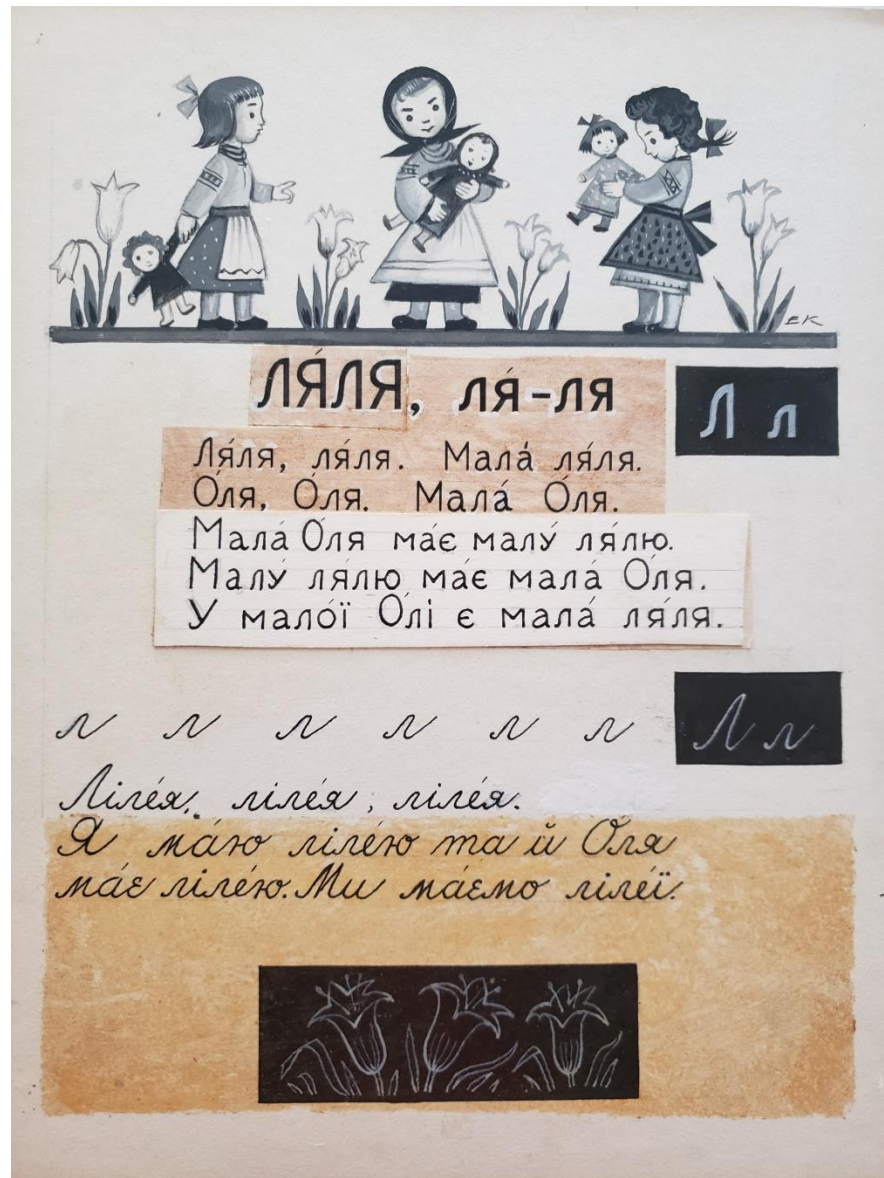 ЕК
ЛЯ́ЛЯ, ля́-ля
Л л
Ля́ля, ля́ля. Мала́ ля́ля.
О́ля, О́ля. Мала́ О́ля.
Мала́ О́ля ма́є малу́ ля́лю.
Малу́ ля́лю ма́є мала́ О́ля.
У мало́ї О́лі є мала́ ля́ля.
л л л л л л
Л л
Ліле́я, ліле́я, ліле́я.
Я ма́ю ліле́ю та й О́ля
ма́є ліле́ю. Ми ма́ємо ліле́ї.